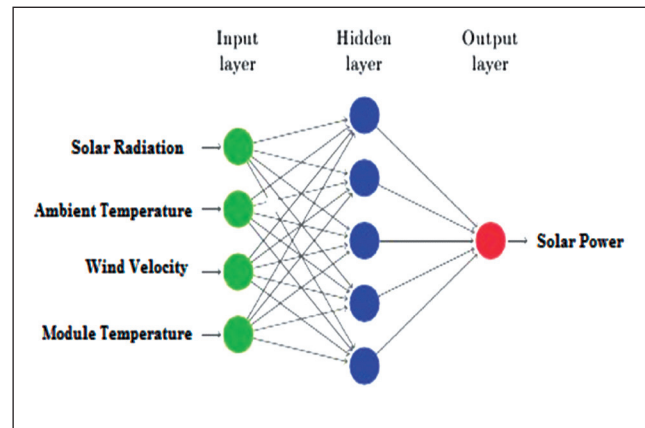 Input layer
Hidden layer
Output layer
Solar Radiation
Ambient Temperature
Wind Velocity
Module Temperature
Solar Power